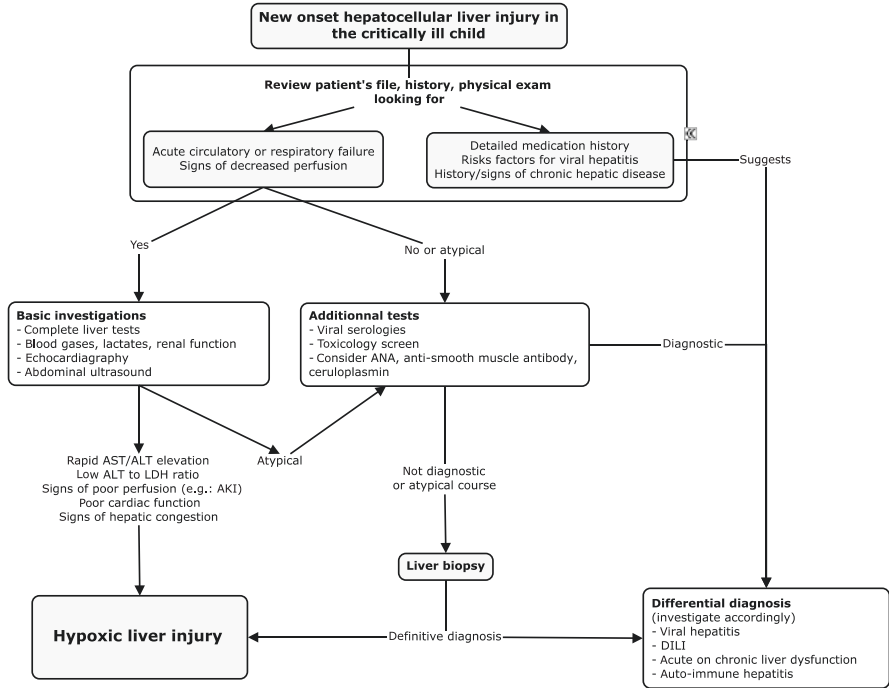 New onset hepatocellular liver injury in
the critically ill child
Review patient's file, history, physical exam
looking for
Acute circulatory or respiratory failure
Signs of decreased perfusion
Detailed medication history
Risks factors for viral hepatitis
History/signs of chronic hepatic disease
Suggests
Yes
No or atypical
Basic investigations
- Complete liver tests
- Blood gases, lactates, renal function
- Echocardiagraphy
- Abdominal ultrasound
Additionnal tests
- Viral serologies
- Toxicology screen
- Consider ANA, anti-smooth muscle antibody,
ceruloplasmin
Diagnostic
Rapid AST/ALT elevation
Low ALT to LDH ratio
Signs of poor perfusion (e.g.: AKI)
Poor cardiac function
Signs of hepatic congestion
Atypical
Not diagnostic
or atypical course
Liver biopsy
Hypoxic liver injury
Definitive diagnosis
Differential diagnosis
(investigate accordingly)
- Viral hepatitis
- DILI
- Acute on chronic liver dysfunction
- Auto-immune hepatitis